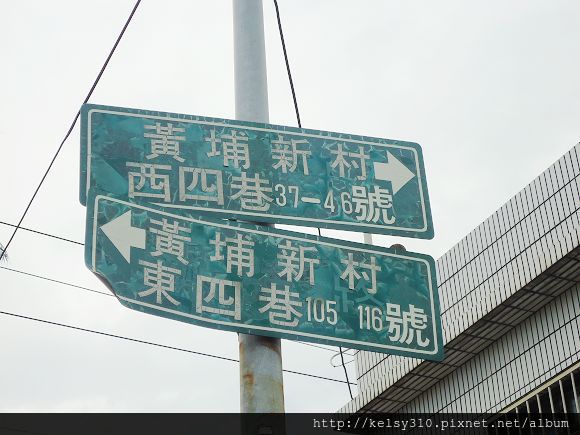 黃埔新村
西四巷37-46號
黃埔新村
東四巷105 116號
http://kelsy310.pixnet.net/album